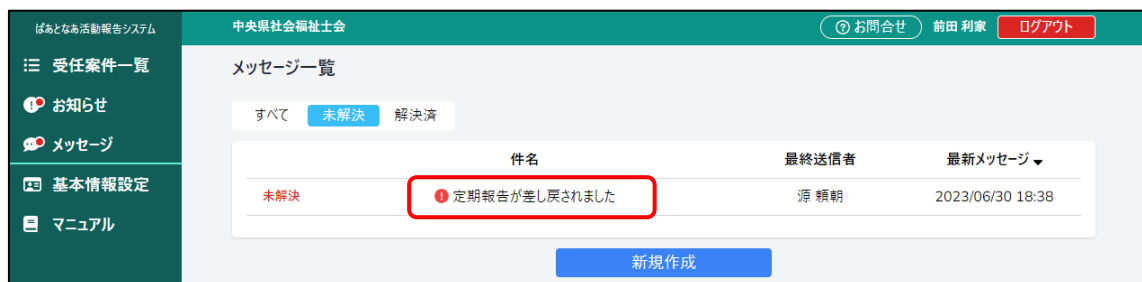 ぱあとなあ活動報告システム
中央県社会福祉士会
お問合せ
前田 利家
ログアウト
受任案件一覧
お知らせ
メッセージ
基本情報設定
マニュアル
メッセージ一覧
すべて 未解決 解決済
件名 最終送信者 最新メッセージ
未解決 定期報告が差し戻されました 源 頼朝 2023/06/30 18:38
新規作成